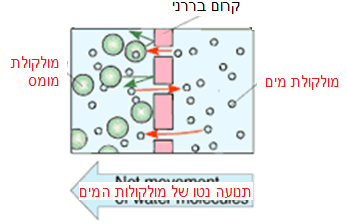 קרום בררני
מולקולת
מומס
מולקולת מים
Net movement
תנועה נטו של מולקולות המים
of water molecules